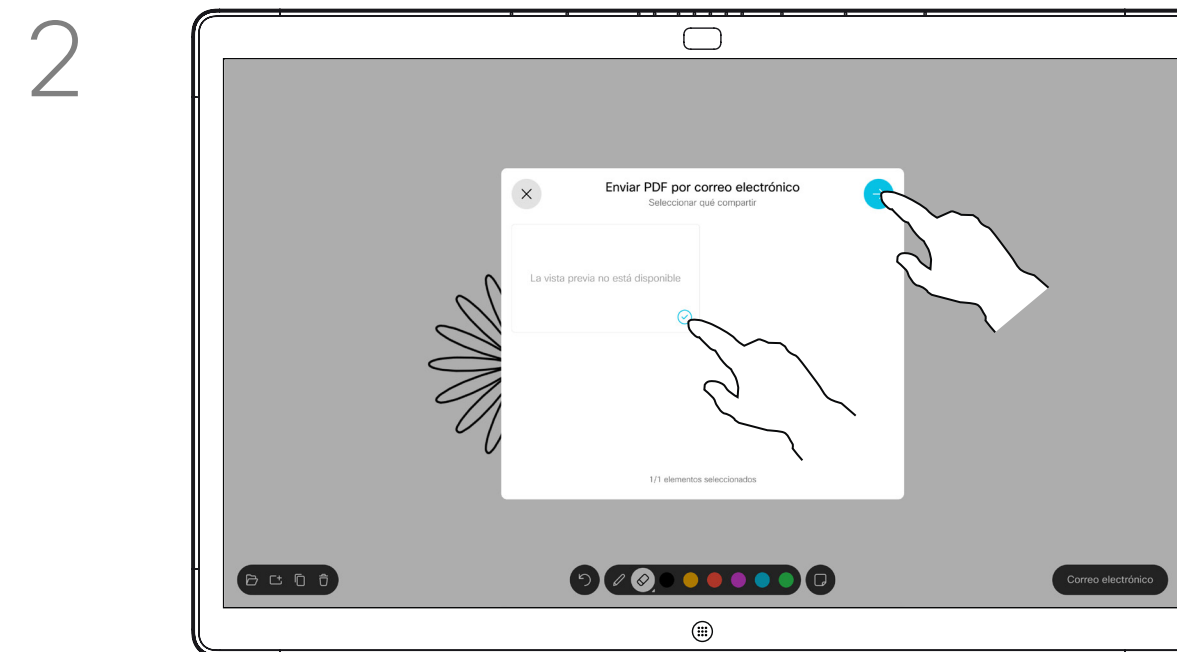 2
Enviar PDF por correo electrónico
Seleccionar qué compartir
La vista previa no está disponible
1/1 elementos seleccionados
Correo electrónico